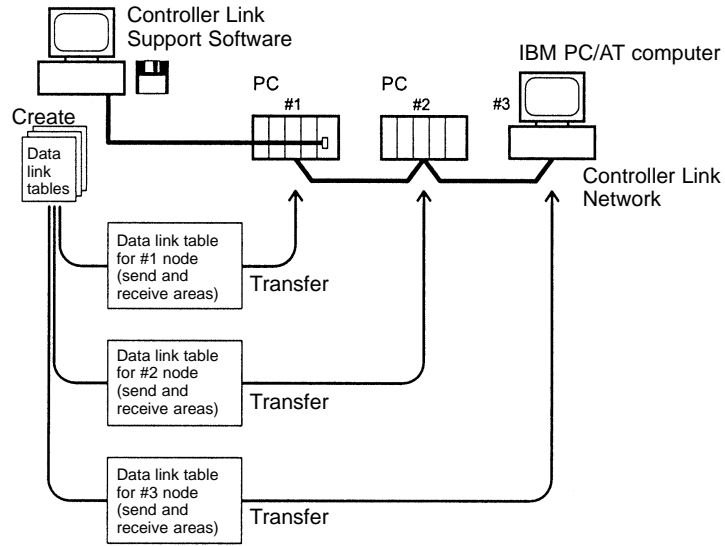 Controller Link
Support Software
IBM PC/AT computer
PC
#1
PC
#2
#3
Create
Data
link
tables
Controller Link
Network
Data link table
for #1 node
(send and
receive areas)
Transfer
Data link table
for #2 node
(send and
receive areas)
Transfer
Data link table
for #3 node
(send and
receive areas)
Transfer